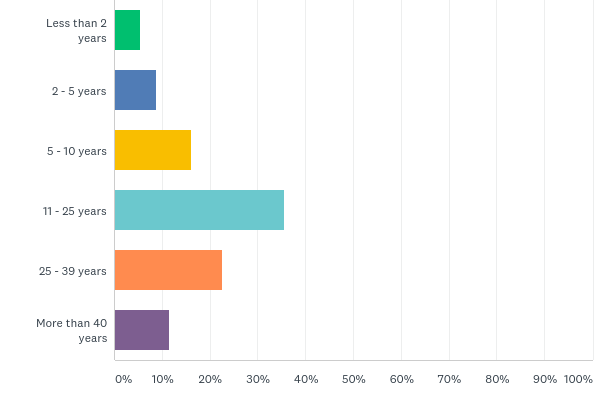 Less than 2
years
2 - 5 years
5 - 10 years
11 - 25 years
25 - 39 years
More than 40
years
0% 10% 20% 30% 40% 50% 60% 70% 80% 90% 100%